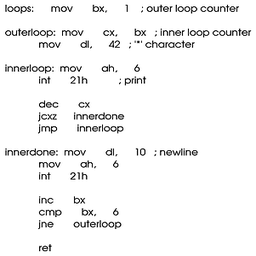 loops: mov bx, 1 ; outer loop counter
outerloop: mov cx, bx ; inner loop counter
mov dl, 42 ; '*' character
innerloop: mov ah, 6
int 21h ; print
dec cx
jcxz innerdone
jmp innerloop
innerdone: mov dl, 10 ; newline
mov ah, 6
int 21h
inc bx
cmp bx, 6
jne outerloop
ret